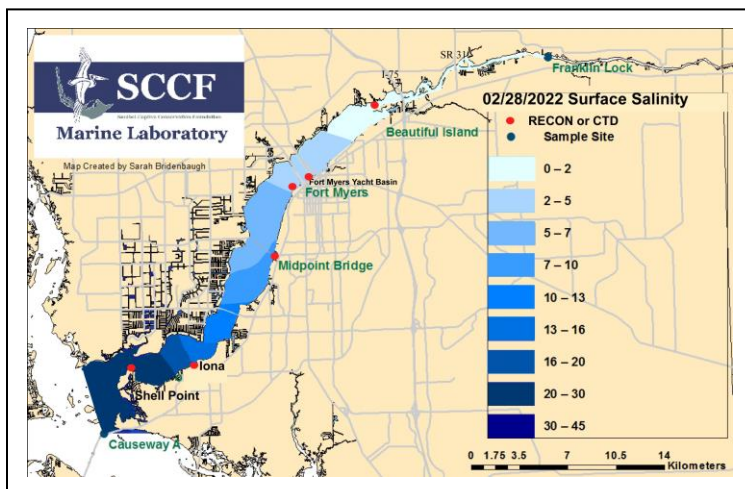 SCCF
Marine Laboratory
Map Created by Sarah Bridenbaugh
I-75
SR 31
Franklin Lock
Beautiful Island
02/28/2022 Surface Salinity
RECON or CTD
Sample Site
0 – 2
2 – 5
5 – 7
7 – 10
10 – 13
13 – 16
16 – 20
20 – 30
30 – 45
Fort Myers Yacht Basin
Fort Myers
Midpoint Bridge
Iona
Shell Point
Causeway A
0 1.75 3.5 7 10.5 14
Kilometers